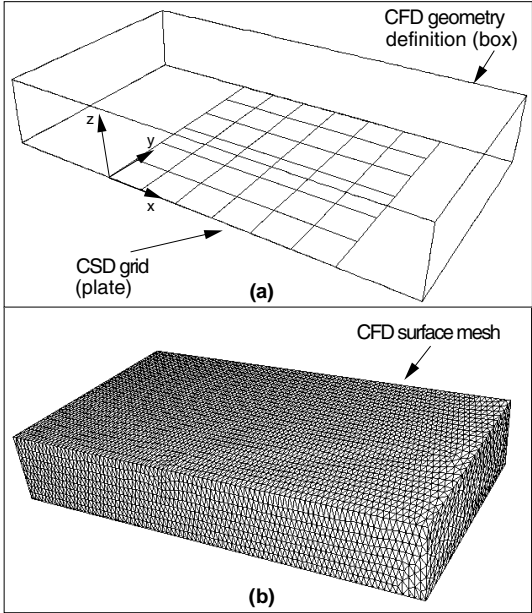 CFD geometry
definition (box)
z
y
x
CSD grid
(plate)
(a)
CFD surface mesh
(b)